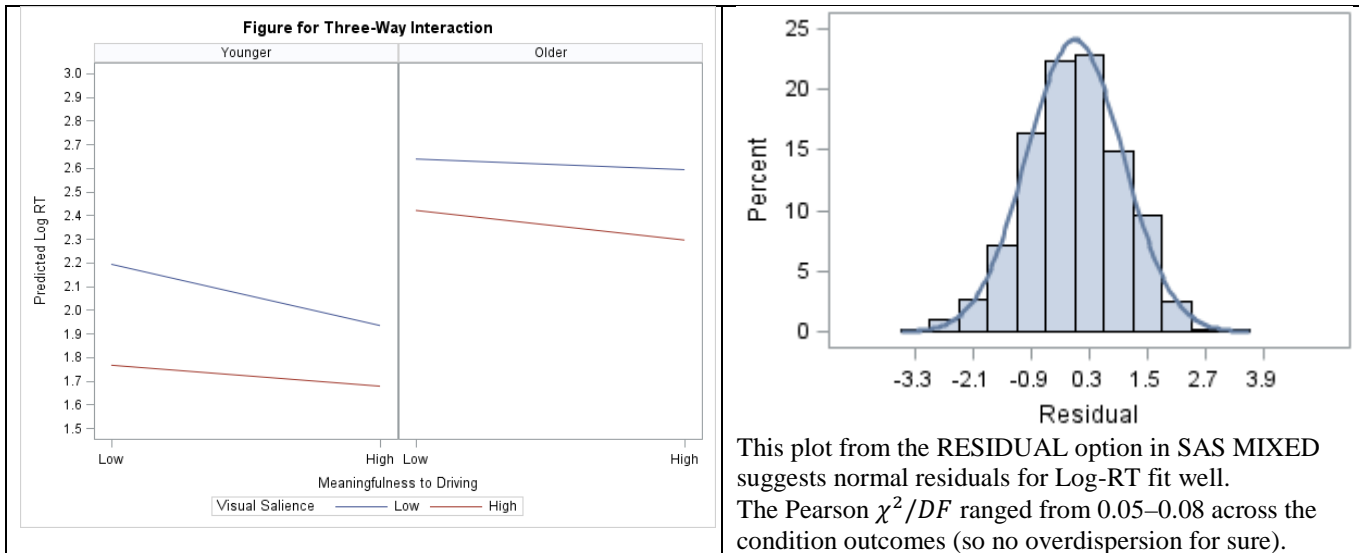 Figure for Three-Way Interaction
Younger
Older
3.0
2.9
2.8
2.7
2.6
2.5
2.4
2.3
2.2
2.1
2.0
1.9
1.8
1.7
1.6
1.5
Predicted Log RT
Low
High
Low
High
Meaningfulness to Driving
Visual Salience
Low
High
25
20
15
10
5
0
Percent
-3.3
-2.1
-0.9
0.3
1.5
2.7
3.9
Residual
This plot from the RESIDUAL option in SAS MIXED
suggests normal residuals for Log-RT fit well.
The Pearson 𝜒²/𝐷𝐹 ranged from 0.05–0.08 across the
condition outcomes (so no overdispersion for sure).